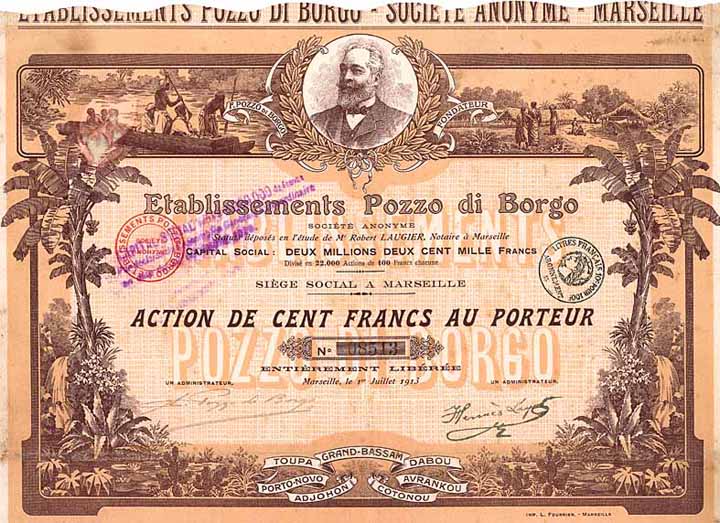 ETABLISSEMENTS POZZO DI BORGO - SOCIÉTÉ ANONYME - MARSEILLE
P. POZZO DI BORGO
FONDATEUR
Etablissements Pozzo di Borgo
SOCIÉTÉ ANONYME
Statuts déposés en l'étude de Me Robert LAUGIER, Notaire à Marseille
CAPITAL SOCIAL : DEUX MILLIONS DEUX CENT MILLE FRANCS
Divisé en 22.000 Actions de 100 Francs chacune
SIÈGE SOCIAL A MARSEILLE
ACTION DE CENT FRANCS AU PORTEUR
No 08513
ENTIÈREMENT LIBÉRÉE
Marseille, le 1er Juillet 1913
UN ADMINISTRATEUR.
UN ADMINISTRATEUR.
POZZO DI BORGO
GRAND-BASSAM
TOUPA
DABOU
PORTO-NOVO
AVRANKOU
ADJOHON
COTONOU
IMP. L. FOURNIER. - MARSEILLE